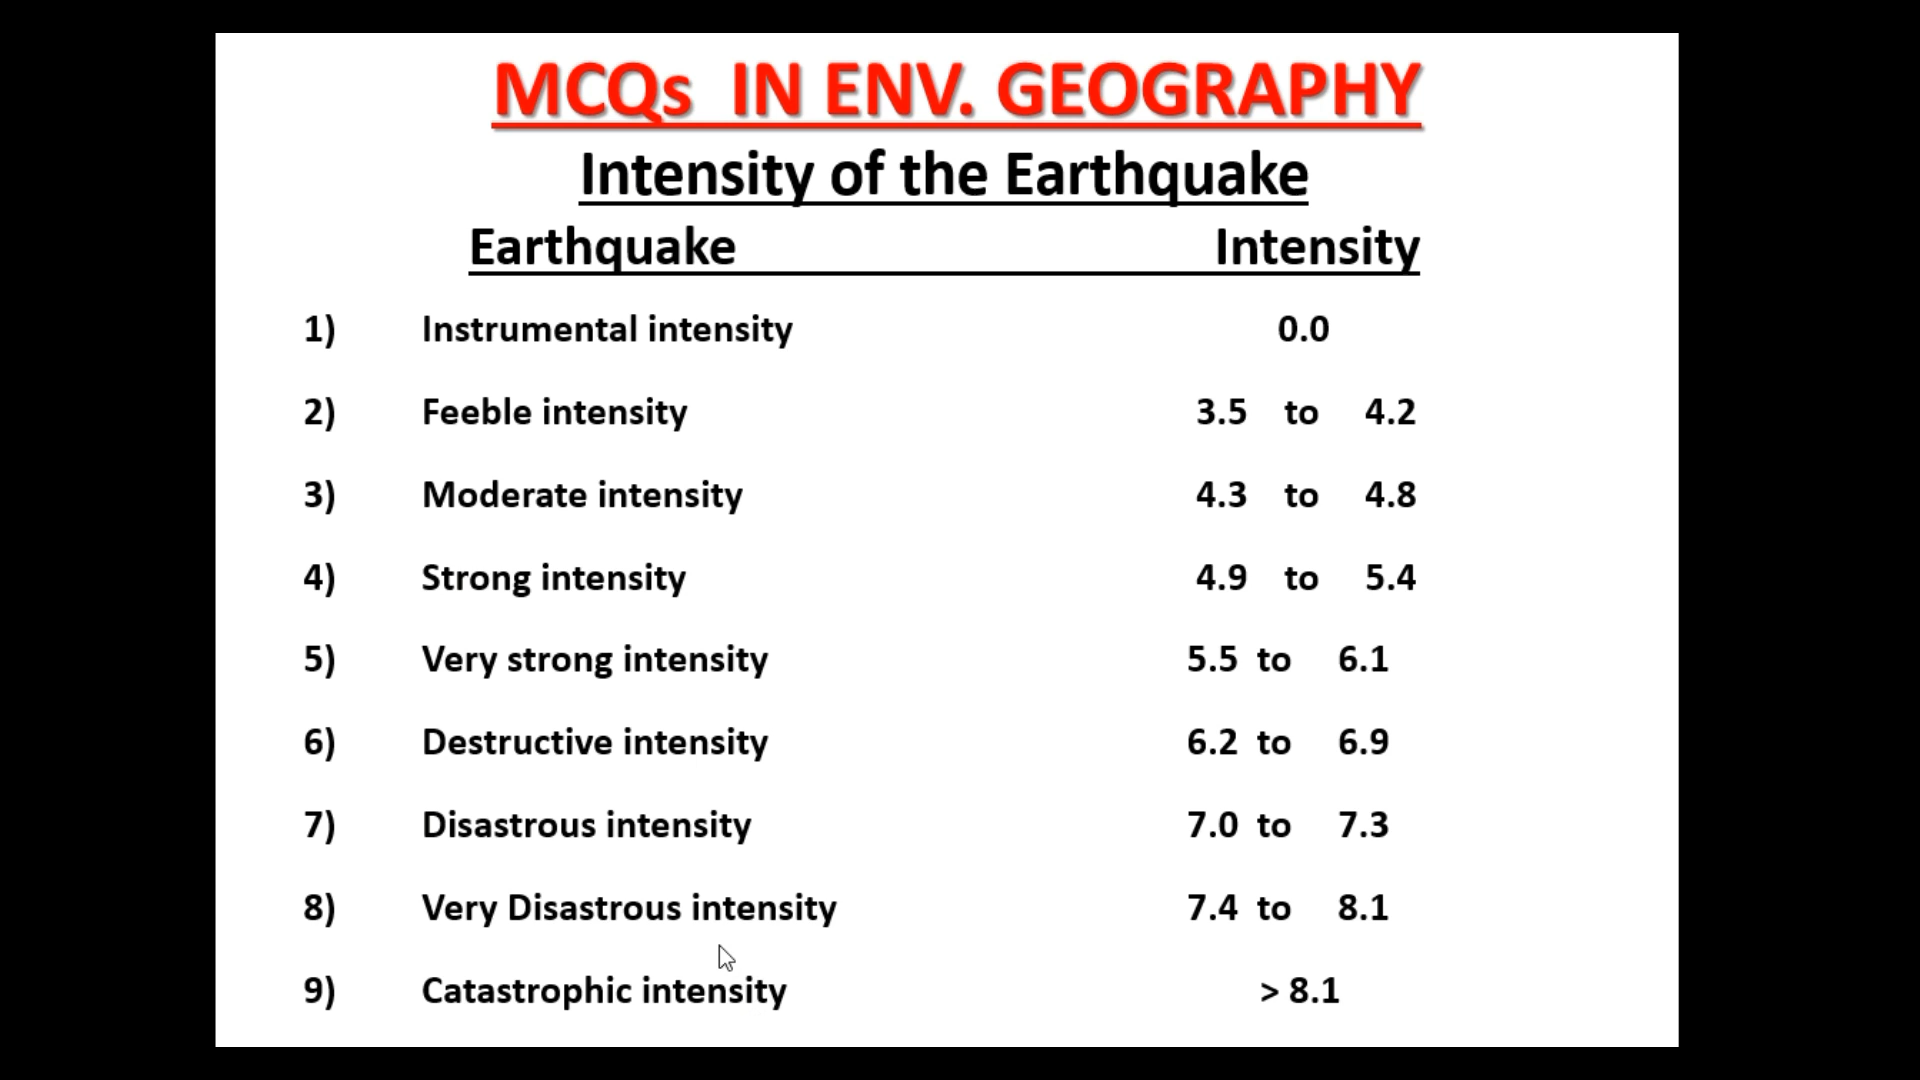 MCQs IN ENV. GEOGRAPHY
Intensity of the Earthquake
Earthquake Intensity
1) Instrumental intensity 0.0
2) Feeble intensity 3.5 to 4.2
3) Moderate intensity 4.3 to 4.8
4) Strong intensity 4.9 to 5.4
5) Very strong intensity 5.5 to 6.1
6) Destructive intensity 6.2 to 6.9
7) Disastrous intensity 7.0 to 7.3
8) Very Disastrous intensity 7.4 to 8.1
9) Catastrophic intensity > 8.1